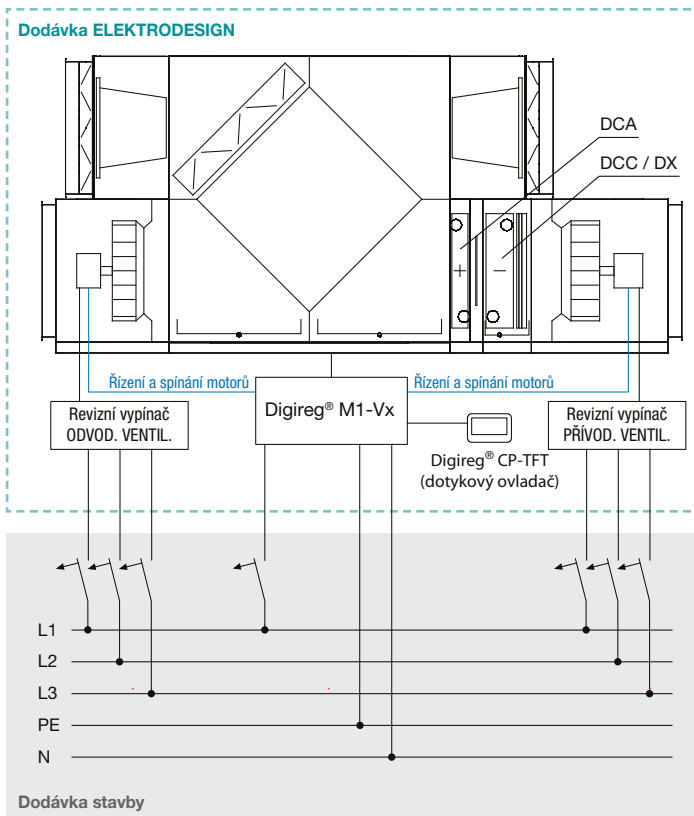 Dodávka ELEKTRODESIGN
DCA
DCC / DX
+
−
Řízení a spínání motorů
Řízení a spínání motorů
Revizní vypínač
ODVOD. VENTIL.
Digireg® M1-Vx
Revizní vypínač
PŘÍVOD. VENTIL.
Digireg® CP-TFT
(dotykový ovladač)
L1
L2
L3
PE
N
Dodávka stavby